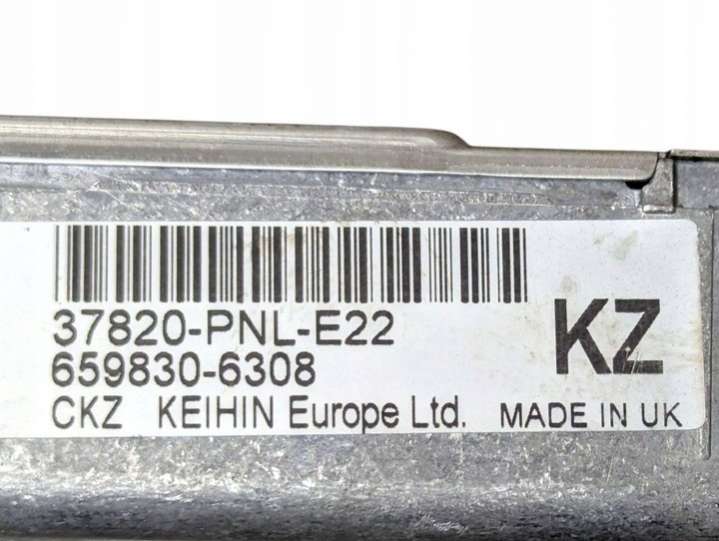 37820-PNL-E22
659830-6308
KZ
CKZ KEIHIN Europe Ltd. MADE IN UK